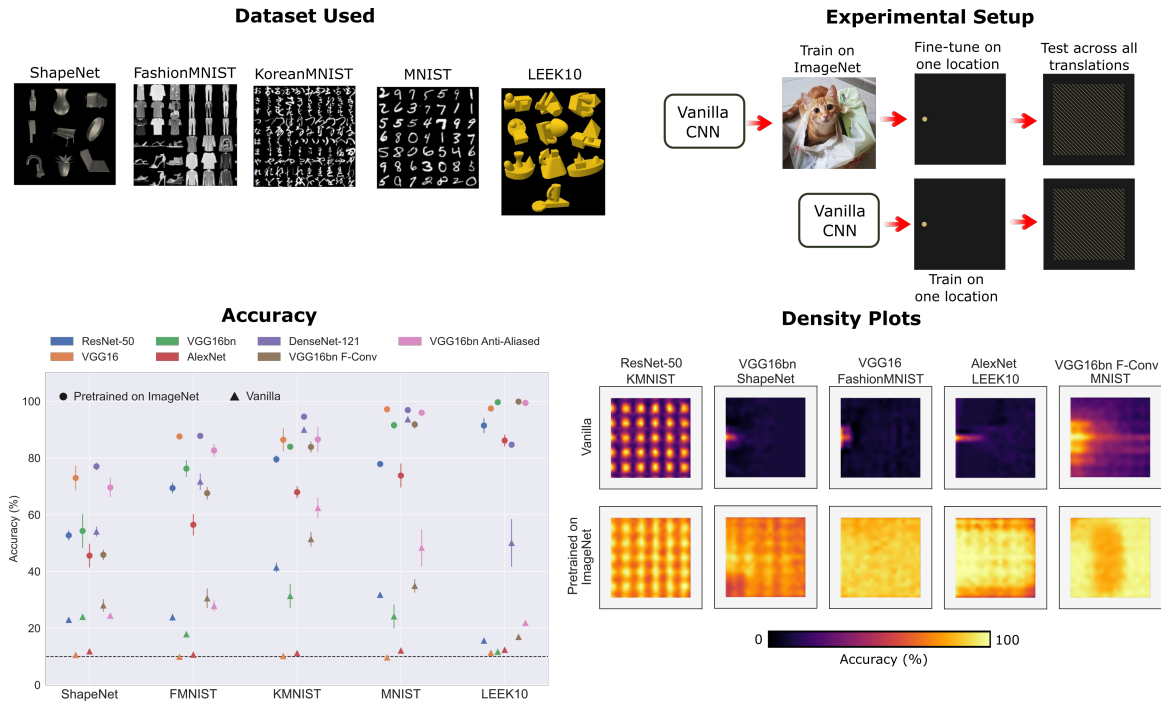 Dataset Used
ShapeNet
FashionMNIST
KoreanMNIST
MNIST
LEEK10
Experimental Setup
Train on
ImageNet
Fine-tune on
one location
Test across all
translations
Vanilla
CNN
Vanilla
CNN
Train on
one location
Accuracy
ResNet-50
VGG16
VGG16bn
AlexNet
DenseNet-121
VGG16bn F-Conv
VGG16bn Anti-Aliased
Pretrained on ImageNet
Vanilla
Accuracy (%)
100
80
60
40
20
0
ShapeNet
FMNIST
KMNIST
MNIST
LEEK10
Density Plots
ResNet-50
KMNIST
VGG16bn
ShapeNet
VGG16
FashionMNIST
AlexNet
LEEK10
VGG16bn F-Conv
MNIST
Vanilla
Pretrained on
ImageNet
0
100
Accuracy (%)